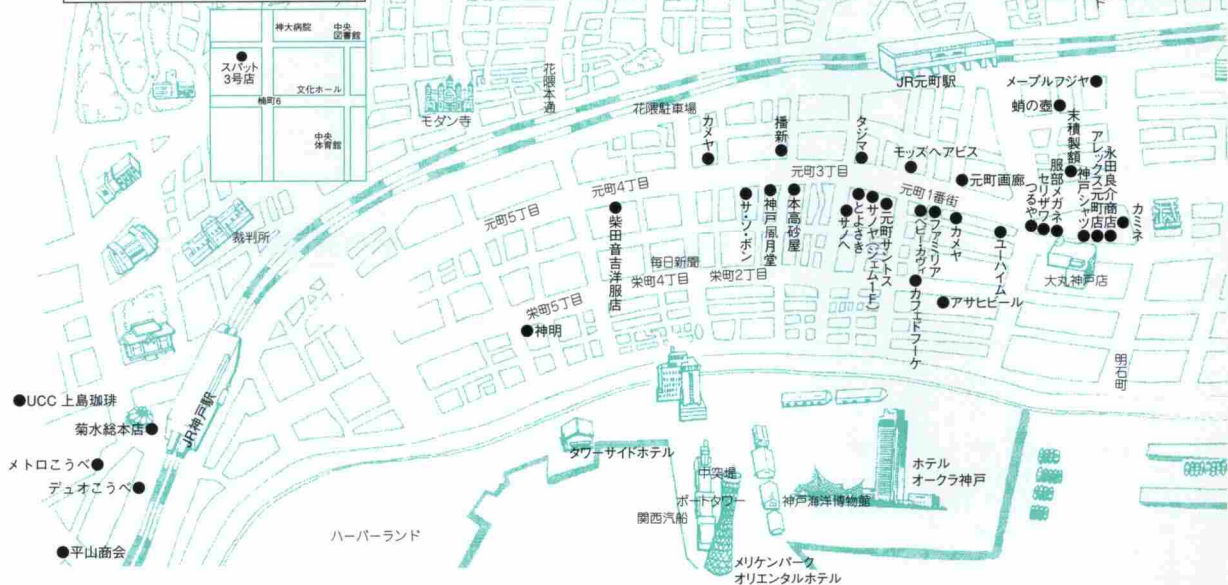 神大病院
中央
図書館
スパット
3号店
文化ホール
楠町6
中央
体育館
モダン寺
花隈本通
花隈駐車場
JR元町駅
メープルフジヤ
蛸の壺
末積製額
カメヤ
播新
タジマ
モッズヘアビス
元町画廊
神戸シャツ
アレックス元町店
永田良介商店
カミネ
服部メガネ
セリザワ
つるや
元町5丁目
元町4丁目
元町3丁目
元町1番街
柴田音吉洋服店
サ・ソ・ボン
神戸凮月堂
本高砂屋
サノへ
とよさき
サノヤ(ジェム1F)
元町サントス
ベビーカヴィ
ファミリア
カメヤ
ユーハイム
大丸神戸店
カフェドフーケ
アサヒビール
明石町
裁判所
毎日新聞
栄町5丁目
栄町4丁目
栄町2丁目
神明
UCC 上島珈琲
菊水総本店
JR神戸駅
メトロこうべ
デュオこうべ
平山商会
ハーバーランド
タワーサイドホテル
中突堤
ポートタワー
関西汽船
神戸海洋博物館
ホテル
オークラ神戸
メリケンパーク
オリエンタルホテル